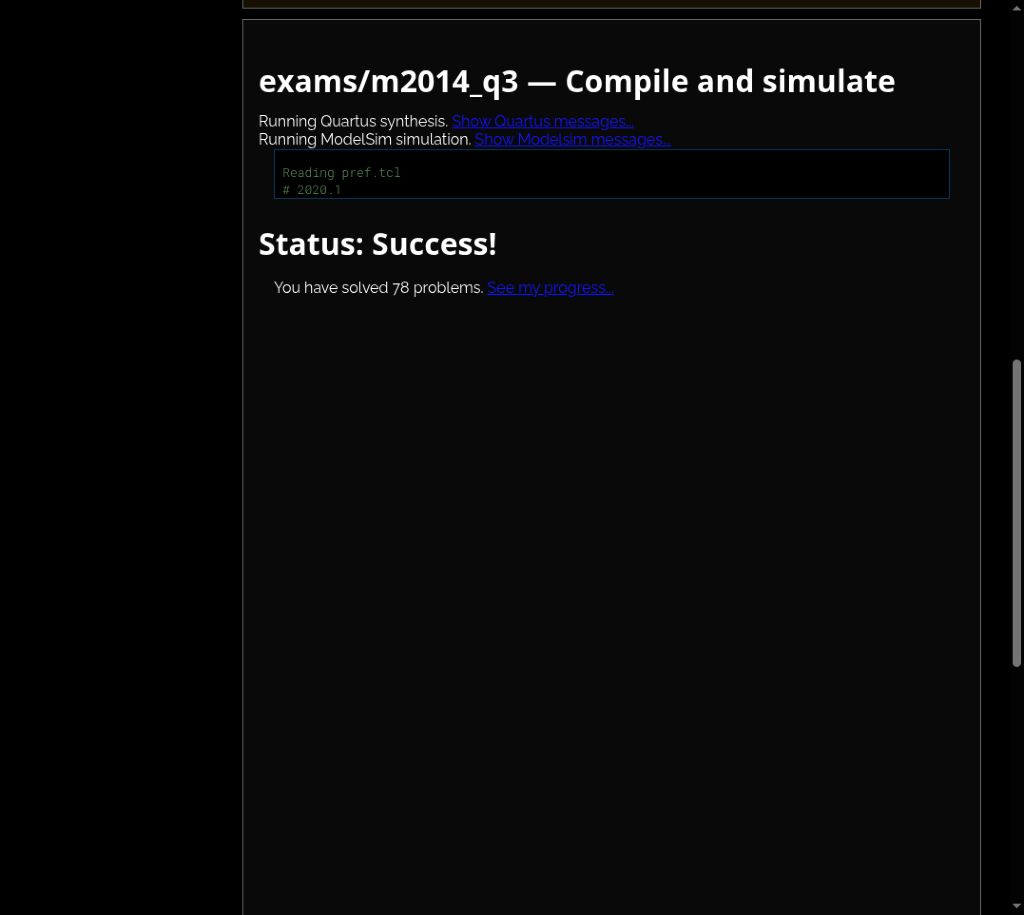 exams/m2014_q3 — Compile and simulate
Running Quartus synthesis. Show Quartus messages...
Running ModelSim simulation. Show Modelsim messages...
Reading pref.tcl
# 2020.1
Status: Success!
You have solved 78 problems. See my progress...